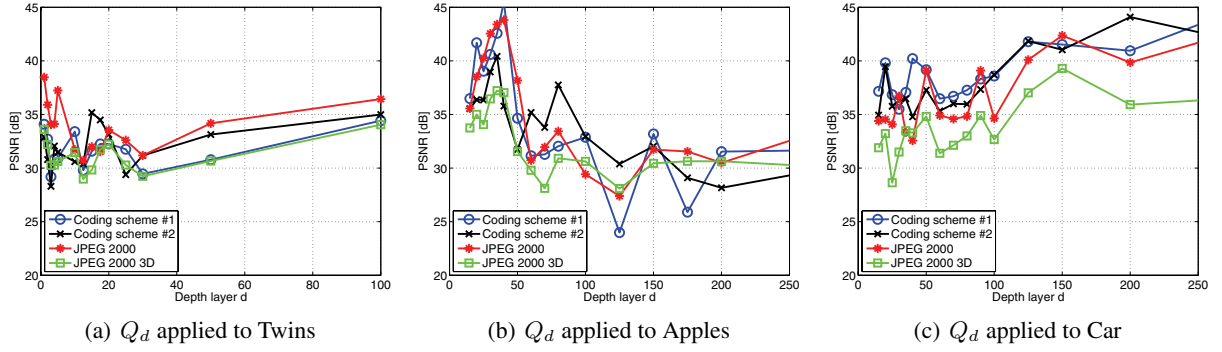 45
40
35
30
25
20
PSNR [dB]
0
20
40
60
80
100
Depth layer d
Coding scheme #1
Coding scheme #2
JPEG 2000
JPEG 2000 3D
(a) Q_d applied to Twins
45
40
35
30
25
20
PSNR [dB]
0
50
100
150
200
250
Depth layer d
Coding scheme #1
Coding scheme #2
JPEG 2000
JPEG 2000 3D
(b) Q_d applied to Apples
45
40
35
30
25
20
PSNR [dB]
0
50
100
150
200
250
Depth layer d
Coding scheme #1
Coding scheme #2
JPEG 2000
JPEG 2000 3D
(c) Q_d applied to Car